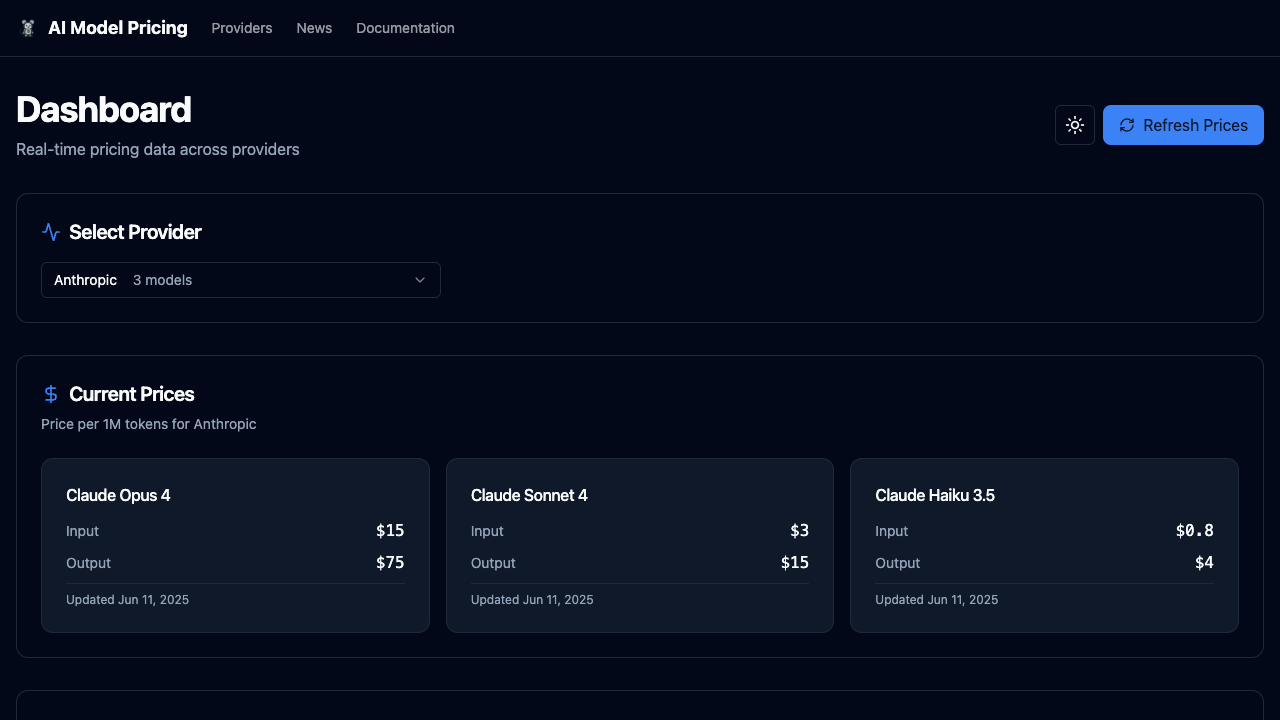 AI Model Pricing Providers News Documentation
Dashboard
Real-time pricing data across providers
Refresh Prices
Select Provider
Anthropic 3 models
Current Prices
Price per 1M tokens for Anthropic
Claude Opus 4
Input $15
Output $75
Updated Jun 11, 2025
Claude Sonnet 4
Input $3
Output $15
Updated Jun 11, 2025
Claude Haiku 3.5
Input $0.8
Output $4
Updated Jun 11, 2025